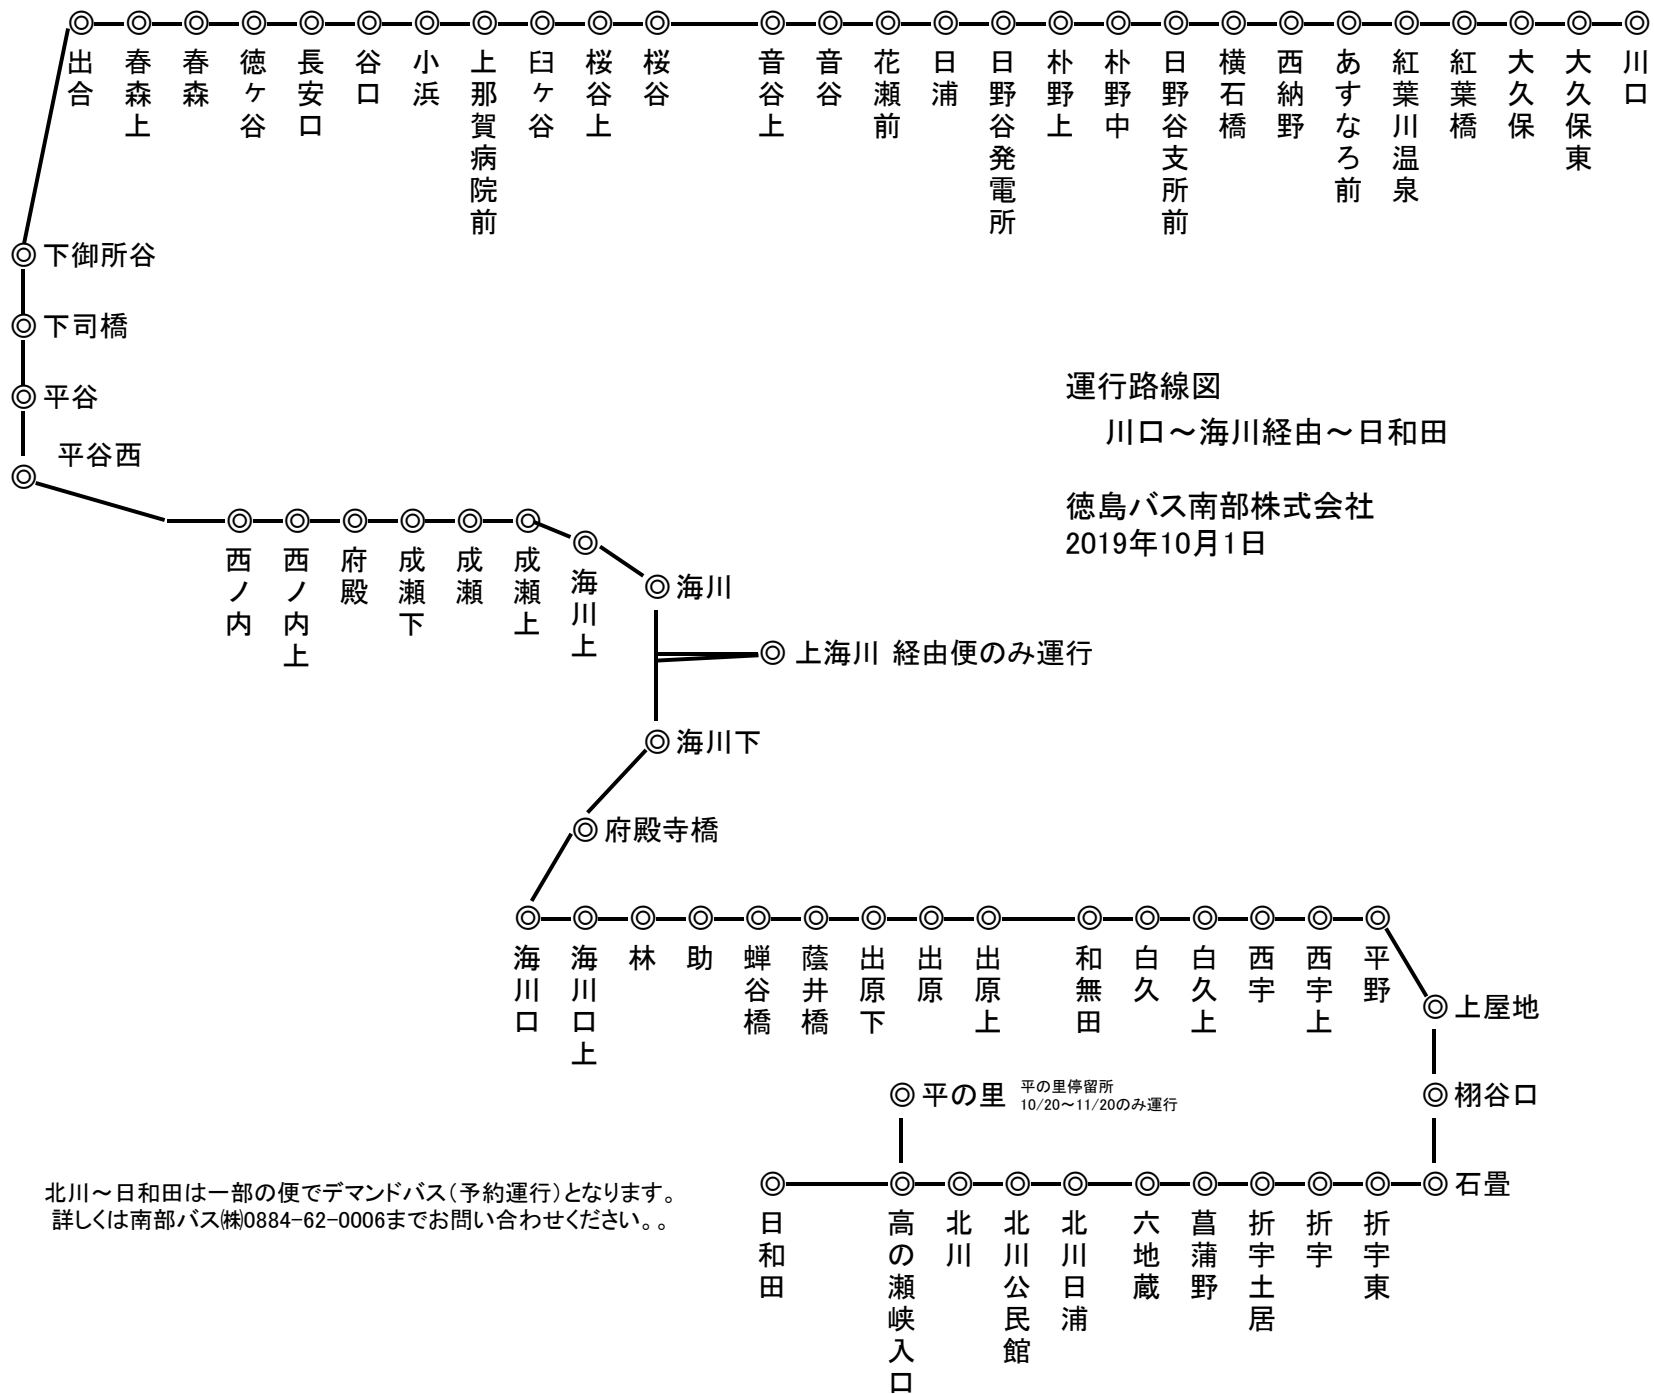 出合
春森上
春森
徳ヶ谷
長安口
谷口
小浜
上那賀病院前
臼ヶ谷
桜谷上
桜谷
音谷上
音谷
花瀬前
日浦
日野谷発電所
朴野上
朴野中
日野谷支所前
横石橋
西納野
あすなろ前
紅葉川温泉
紅葉橋
大久保
大久保東
川口
下御所谷
下司橋
平谷
平谷西
運行路線図
川口～海川経由～日和田
徳島バス南部株式会社
2019年10月1日
西ノ内
西ノ内上
府殿
成瀬下
成瀬
成瀬上
海川上
海川
上海川 経由便のみ運行
海川下
府殿寺橋
海川口
海川口上
林
助
蝉谷橋
蔭井橋
出原下
出原
出原上
和無田
白久
白久上
西宇
西宇上
平野
上屋地
栩谷口
石畳
平の里
平の里停留所
10/20～11/20のみ運行
北川～日和田は一部の便でデマンドバス（予約運行）となります。
詳しくは南部バス㈱0884-62-0006までお問い合わせください。。
日和田
高の瀬峡入口
北川
北川公民館
北川日浦
六地蔵
菖蒲野
折宇土居
折宇
折宇東